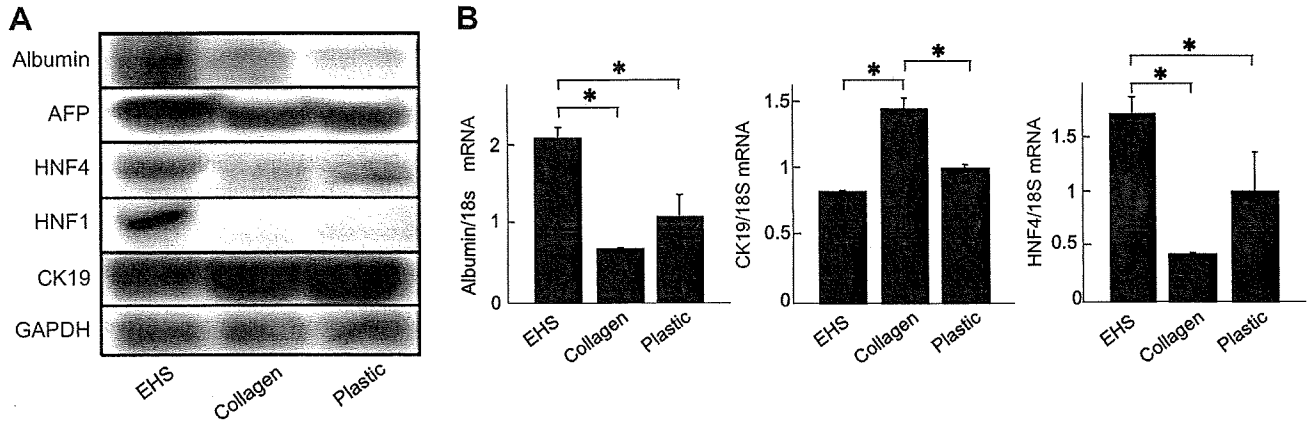 A
Albumin
AFP
HNF4
HNF1
CK19
GAPDH
EHS Collagen Plastic
B
Albumin/18s mRNA
2
1
0
* *
EHS Collagen Plastic
CK19/18S mRNA
1.5
1
0.5
0
* *
EHS Collagen Plastic
HNF4/18S mRNA
1.5
1
0.5
0
*
*
EHS Collagen Plastic